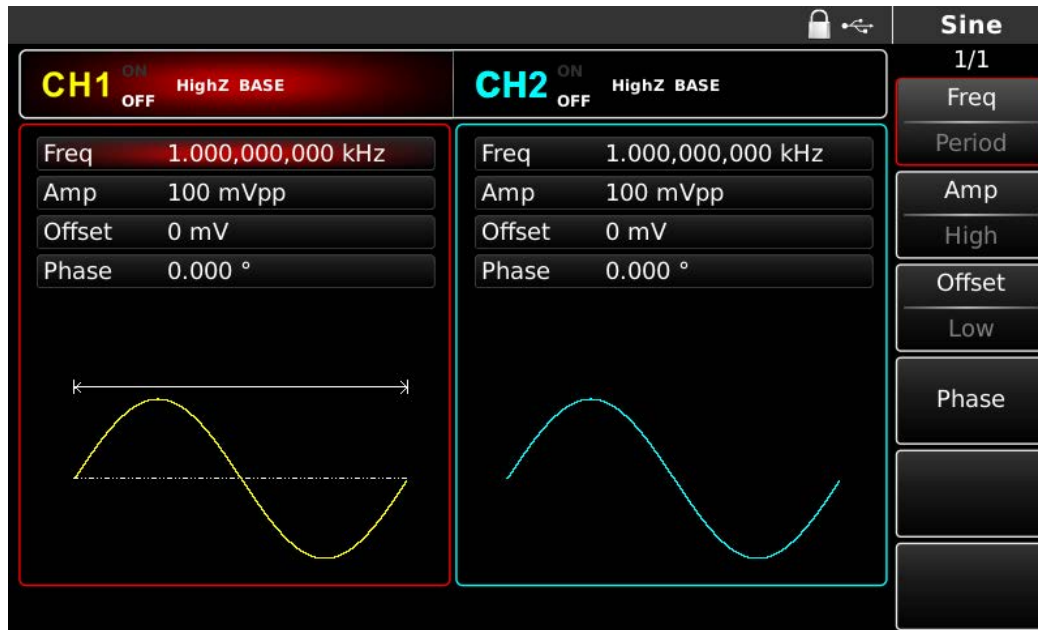 Sine
1/1
CH1 ON OFF HighZ BASE
CH2 ON OFF HighZ BASE
Freq 1.000,000,000 kHz
Amp 100 mVpp
Offset 0 mV
Phase 0.000 °
Freq 1.000,000,000 kHz
Amp 100 mVpp
Offset 0 mV
Phase 0.000 °
Freq
Period
Amp
High
Offset
Low
Phase